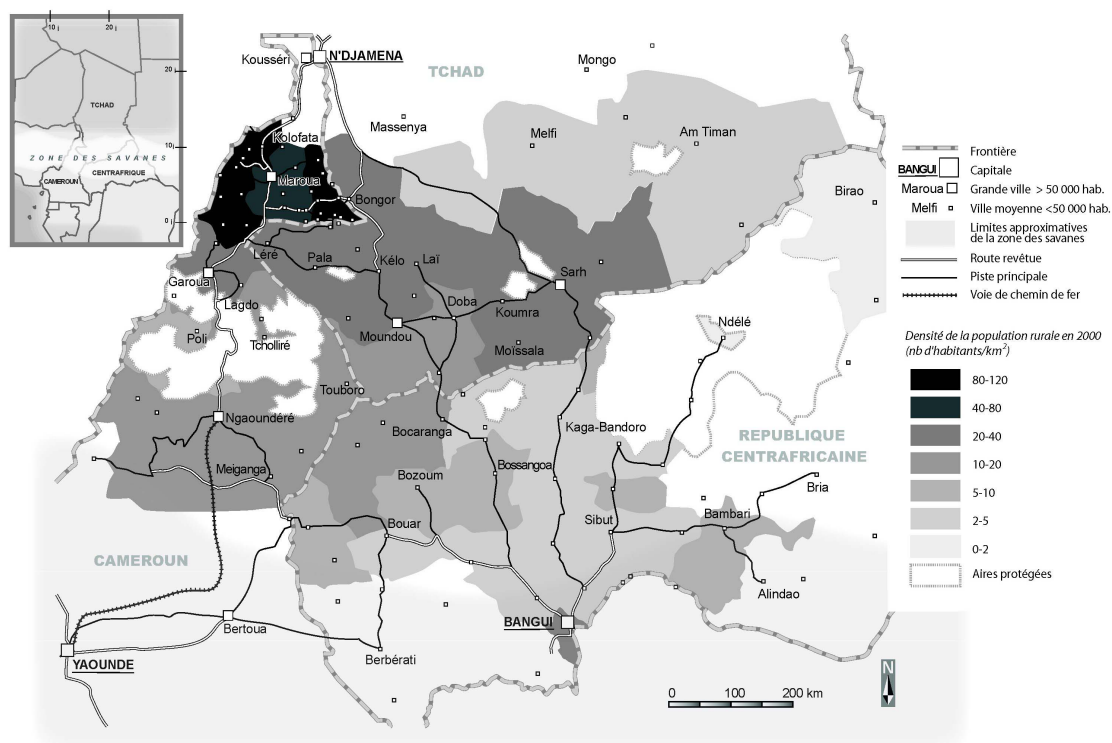 10
20
20
TCHAD
10
ZONE DES SAVANES
CAMEROUN
CENTRAFRIQUE
0
Kousséri
N'DJAMENA
TCHAD
Mongo
Massenya
Melfi
Am Timan
Kolofata
Maroua
Bongor
Birao
Léré
Pala
Kélo
Laï
Garoua
Sarh
Lagdo
Doba
Koumra
Poli
Tcholliré
Moundou
Moïssala
Ndélé
Touboro
Ngaoundéré
Bocaranga
Kaga-Bandoro
REPUBLIQUE
CENTRAFRICAINE
Meiganga
Bozoum
Bossangoa
Bria
Bouar
Sibut
Bambari
CAMEROUN
Alindao
BANGUI
Bertoua
YAOUNDE
Berbérati
N
0 100 200 km
Frontière
BANGUI Capitale
Maroua Grande ville > 50 000 hab.
Melfi Ville moyenne <50 000 hab.
Limites approximatives
de la zone des savanes
Route revétue
Piste principale
Voie de chemin de fer
Densité de la population rurale en 2000
(nb d'habitants/km²)
80-120
40-80
20-40
10-20
5-10
2-5
0-2
Aires protégées